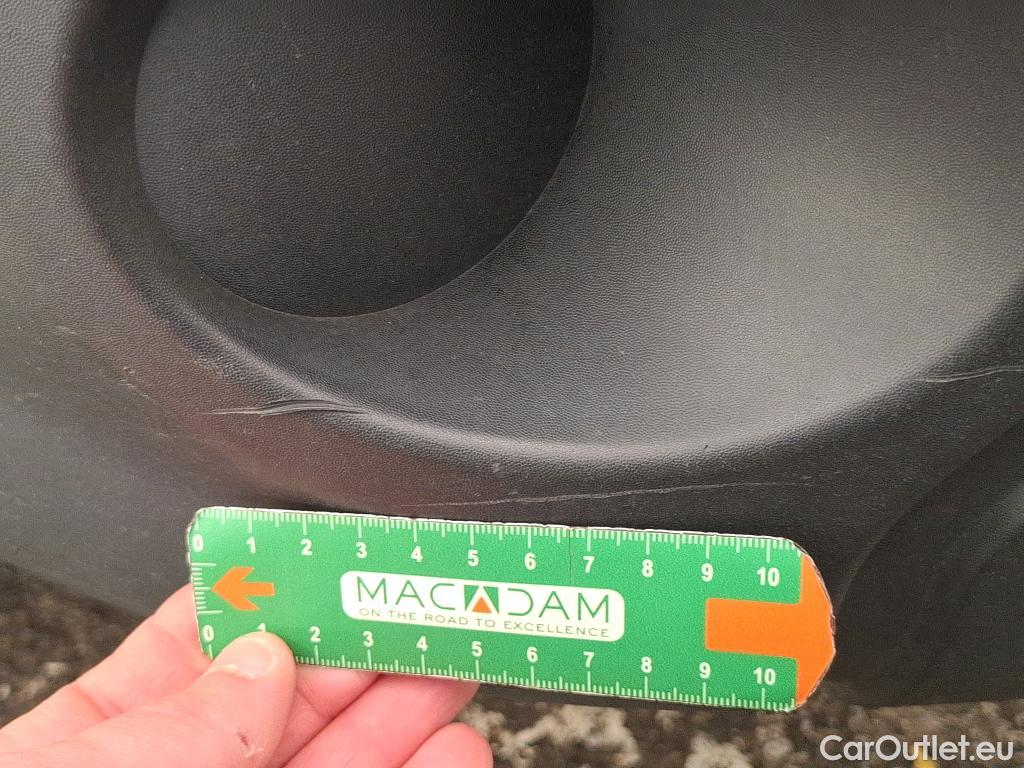 0 1 2 3 4 5 6 7 8 9 10
MACADAM
ON THE ROAD TO EXCELLENCE
0 1 2 3 4 5 6 7 8 9 10
CarOutlet.eu